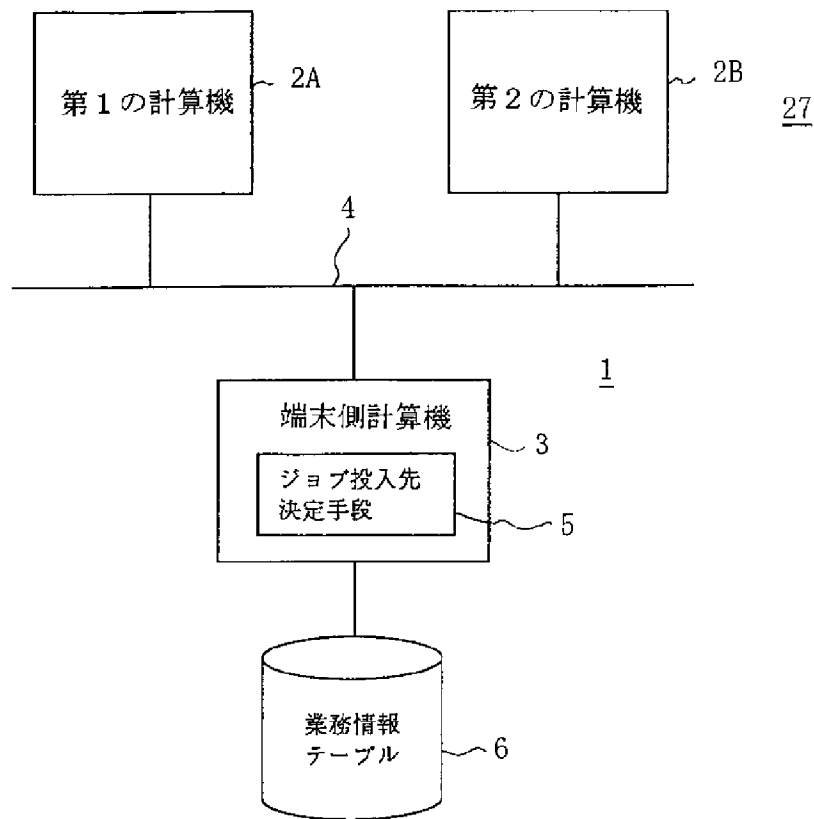 第1の計算機
2A
第2の計算機
2B
27
4
1
端末側計算機
3
ジョブ投入先
決定手段
5
業務情報
テーブル
6